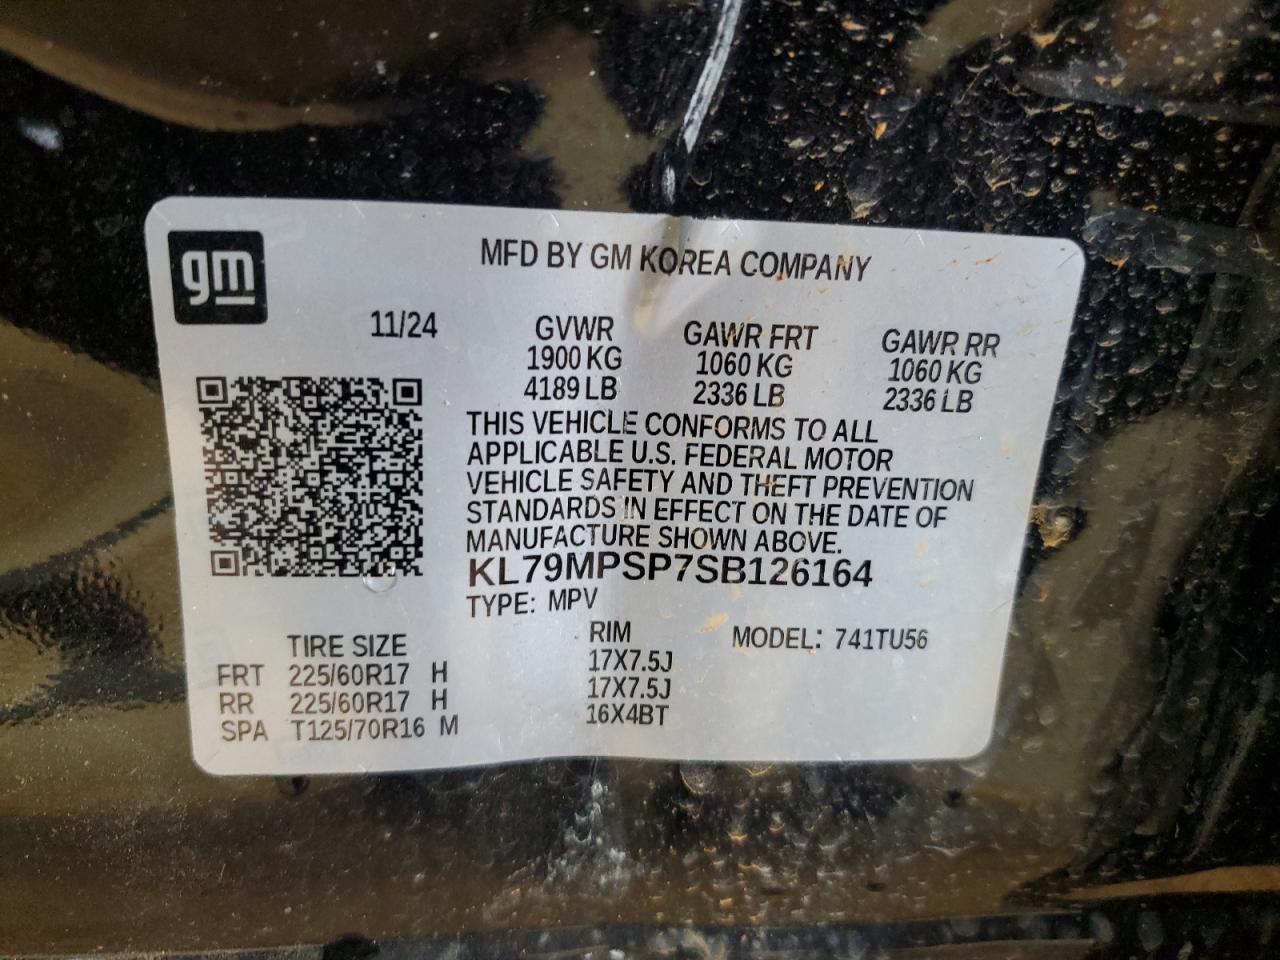 gm
MFD BY GM KOREA COMPANY
11/24
GVWR GAWR FRT GAWR RR
1900 KG 1060 KG 1060 KG
4189 LB 2336 LB 2336 LB
THIS VEHICLE CONFORMS TO ALL
APPLICABLE U.S. FEDERAL MOTOR
VEHICLE SAFETY AND THEFT PREVENTION
STANDARDS IN EFFECT ON THE DATE OF
MANUFACTURE SHOWN ABOVE.
KL79MPSP7SB126164
TYPE: MPV
TIRE SIZE RIM MODEL: 741TU56
FRT 225/60R17 H 17X7.5J
RR 225/60R17 H 17X7.5J
SPA T125/70R16 M 16X4BT